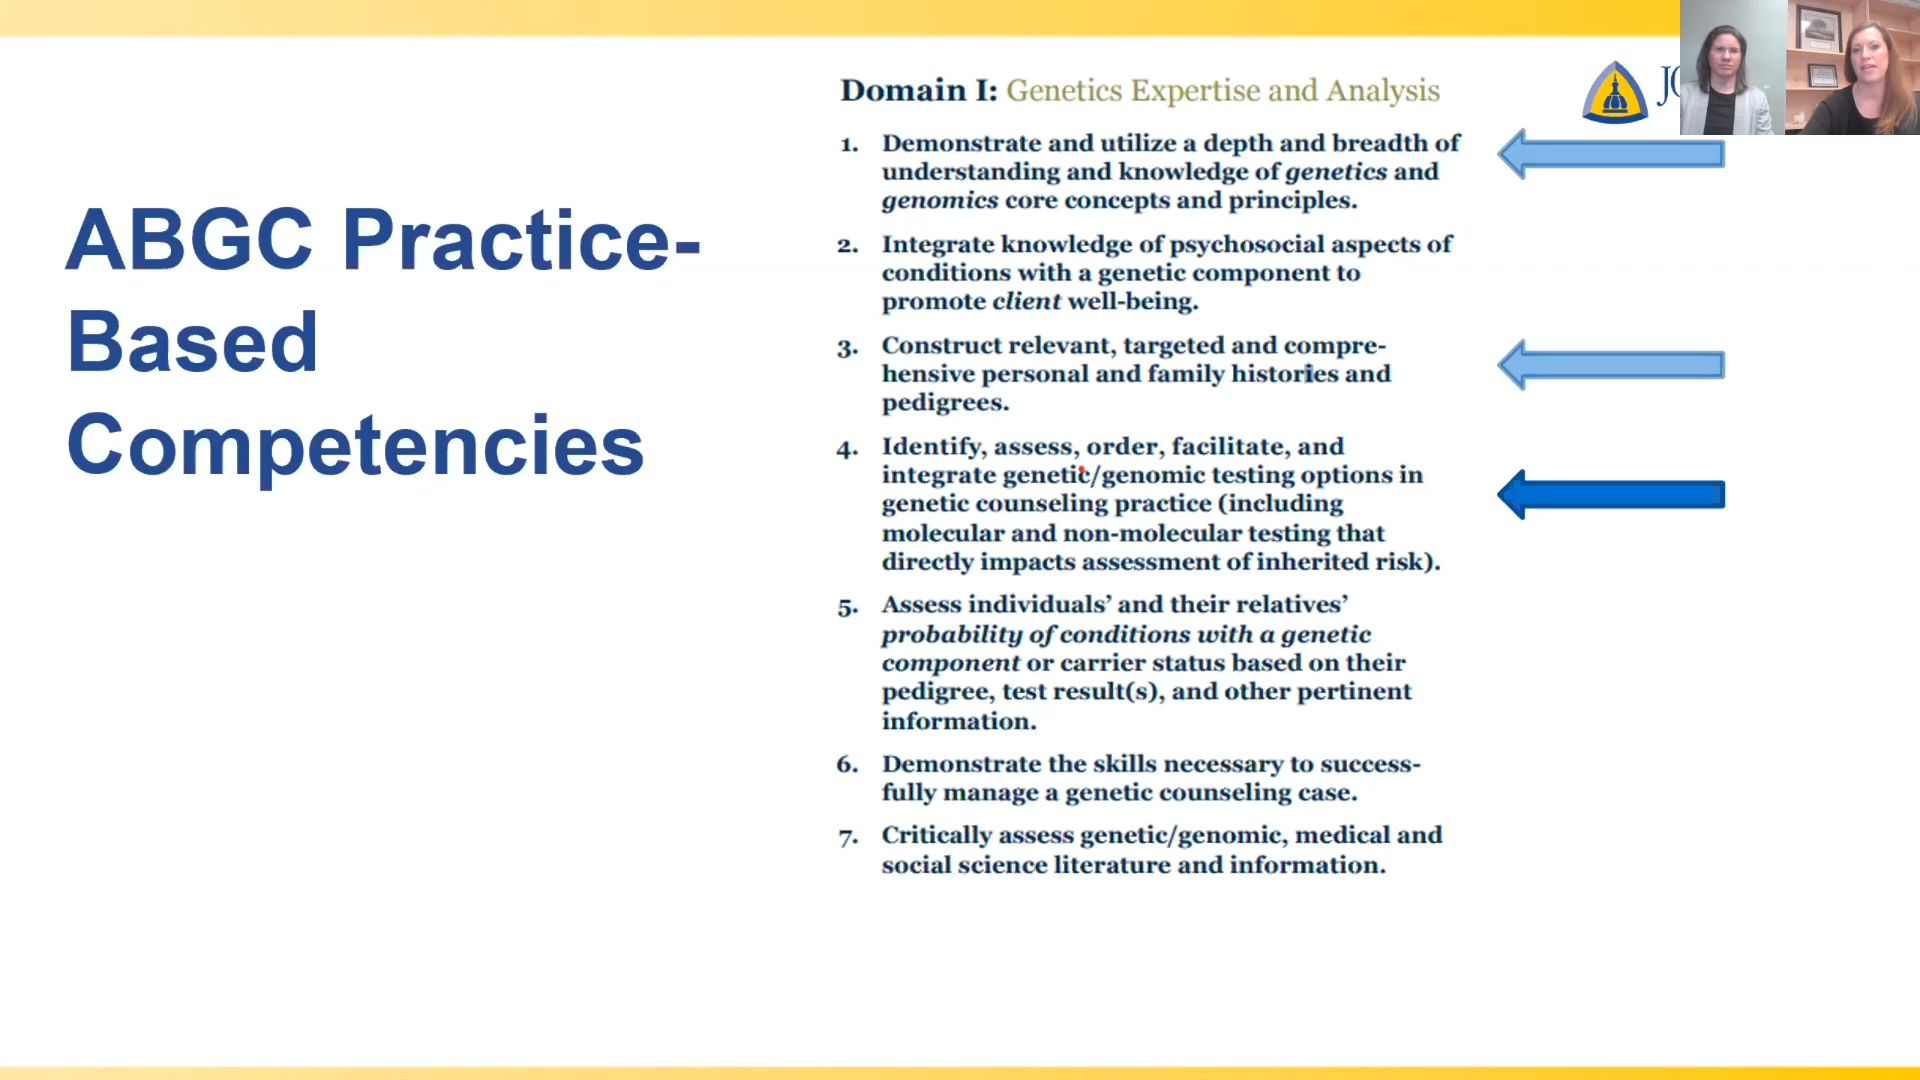 ABGC Practice-
Based
Competencies
Domain I: Genetics Expertise and Analysis
1. Demonstrate and utilize a depth and breadth of
understanding and knowledge of genetics and
genomics core concepts and principles.
2. Integrate knowledge of psychosocial aspects of
conditions with a genetic component to
promote client well-being.
3. Construct relevant, targeted and compre-
hensive personal and family histories and
pedigrees.
4. Identify, assess, order, facilitate, and
integrate genetic/genomic testing options in
genetic counseling practice (including
molecular and non-molecular testing that
directly impacts assessment of inherited risk).
5. Assess individuals’ and their relatives’
probability of conditions with a genetic
component or carrier status based on their
pedigree, test result(s), and other pertinent
information.
6. Demonstrate the skills necessary to success-
fully manage a genetic counseling case.
7. Critically assess genetic/genomic, medical and
social science literature and information.